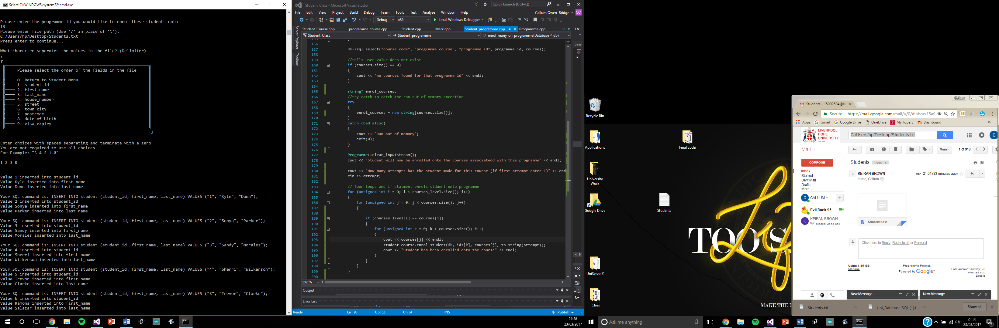 Select C:\WINDOWS\system32\cmd.exe
Please enter the programme id you would like to enrol these students onto
13
Please enter file path (Use '/' in place of '\'):
C:/Users/hp/Desktop/Students.txt
Press enter to continue...
What character seperates the values in the file? (Delimiter)
,
r
Please select the order of the fields in the file
0. Return to Student Menu
1. student_id
2. first_name
3. last_name
4. house_number
5. street
6. town_city
7. postcode
8. date_of_birth
9. visa_expiry
Enter choices with spaces separating and terminate with a zero
You are not required to use all choices.
For Example: "3 4 2 1 0"
1 2 3 0
Value 1 inserted into student_id
Value Kyle inserted into first_name
Value Dunn inserted into last_name
Your SQL command is: INSERT INTO student (student_id, first_name, last_name) VALUES ("1", "Kyle", "Dunn");
Value 2 inserted into student_id
Value Sonya inserted into first_name
Value Parker inserted into last_name
Your SQL command is: INSERT INTO student (student_id, first_name, last_name) VALUES ("2", "Sonya", "Parker");
Value 3 inserted into student_id
Value Sandy inserted into first_name
Value Morales inserted into last_name
Your SQL command is: INSERT INTO student (student_id, first_name, last_name) VALUES ("3", "Sandy", "Morales");
Value 4 inserted into student_id
Value Sherri inserted into first_name
Value Wilkerson inserted into last_name
Your SQL command is: INSERT INTO student (student_id, first_name, last_name) VALUES ("4", "Sherri", "Wilkerson");
Value 5 inserted into student_id
Value Trevor inserted into first_name
Value Clarke inserted into last_name
Your SQL command is: INSERT INTO student (student_id, first_name, last_name) VALUES ("5", "Trevor", "Clarke");
Value 6 inserted into student_id
Value Ramona inserted into first_name
Value Salazar inserted into last_name
Student_Class - Microsoft Visual Studio
Quick Launch (Ctrl+Q)
File Edit View Project Build Debug Team Tools Test Analyze Window Help
Callum Owen-Bridge CO
Debug x86 Local Windows Debugger
Server Explorer
Toolbox
Student_Course.cpp programme_course.cpp Student.cpp Mark.cpp Student_programme.cpp Programme.cpp
Student_Class Student_programme enrol_many_on_programme(Database ^ db)
155 }
156
157 db->sql_select("course_code", "programme_course", "programme_id", programme_id, courses);
158
159 //tells user value does not exist
160 if (courses.size() == 0)
161 {
162 cout << "no courses found for that programme id" << endl;
163 }
164
165 string* enrol_courses;
166 //try catch to catch the ran out of memory exception
167 try
168 {
169 enrol_courses = new string[courses.size()];
170 }
171 catch (bad_alloc)
172 {
173 cout << "Ran out of memory";
174 exit(0);
175 }
176
177 Programme::clear_inputstream();
178 cout << "Student will now be enrolled onto the courses associatedd with this programme" << endl;
179
180 cout << "How many attempts has the student made for this course (if first attempt enter 1)" << end
181 cin >> attempt;
182
183 // foor loops and if statment enrols stduent onto programme
184 for (unsigned int i = 0; i < courses_level.size(); i++)
185 {
186 for (unsigned int j = 0; j < courses.size(); j++)
187 {
188
189 if (courses_level[i] == courses[j])
190 {
191 for (unsigned int k = 0; k < courses.size(); k++)
192 {
193 cout << courses[j] << endl;
194 student_course.enrol_student(db, ids[k], courses[j], to_string(attempt));
195 cout << "Student has been enrolled onto the course" << endl;
196 }
197 }
198 }
199 }
200
102 %
Output
Error List
Sear
C+
Ready Ln 193 Col 52 Ch 34 INS Publish
21:38
23/03/2017
Recycle Bin
Applications
University
Work
Google Drive
UniServerZ
_Class
Final code
Students
TOO
MAKE THE M
Callum
Students - 15002504@h
Secure https://mail.google.com/mail/u/0/#inbox/15af
Apps Gmail Google Drive OneDrive MyHope 3 Dashboard
LIVERPOOL
HOPE
UNIVERSITY
C:/Users/hp/Desktop/Students.txt
C
Mail
More
1 of 918
COMPOSE
Inbox
Starred
Sent Mail
Drafts
More
C CALLUM
Evil Duck 95
K KEIRAN BROWN
Missed video call
Students Inbox x
KEIRAN BROWN 21:04 (33 minutes ago)
to me, Callum
Students.txt
Click here to Reply, Reply to all or Forward
Using 1.85 GB
Manage
Programme Policies
Powered by Google
Last account activity: 28
minutes ago
Details
New Message
New Message
Students.txt
Uni_Database SQL (1).t...
Show all
Ask me anything
21:38
23/03/2017
5